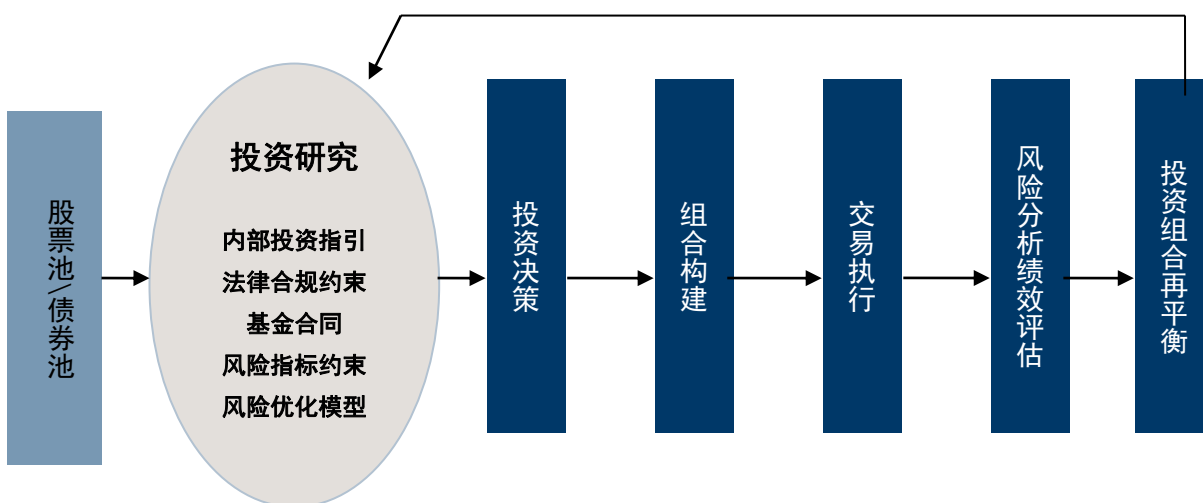 股票池/债券池
投资研究
内部投资指引
法律合规约束
基金合同
风险指标约束
风险优化模型
投资决策
组合构建
交易执行
风险分析绩效评估
投资组合再平衡